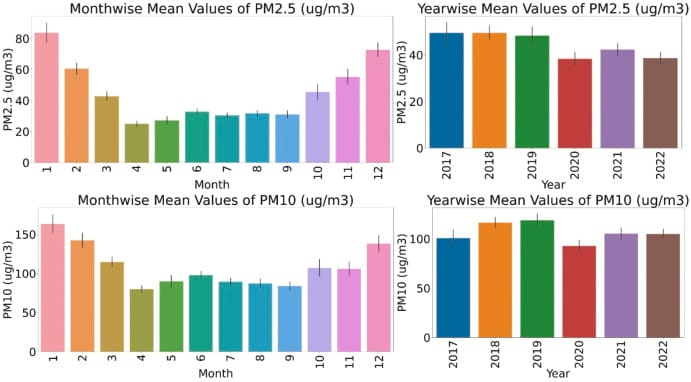 Monthwise Mean Values of PM2.5 (ug/m3)
PM2.5 (ug/m3)
80
60
40
20
0
1 2 3 4 5 6 7 8 9 10 11 12
Month
Yearwise Mean Values of PM2.5 (ug/m3)
PM2.5 (ug/m3)
40
20
0
2017 2018 2019 2020 2021 2022
Year
Monthwise Mean Values of PM10 (ug/m3)
PM10 (ug/m3)
150
100
50
0
1 2 3 4 5 6 7 8 9 10 11 12
Month
Yearwise Mean Values of PM10 (ug/m3)
PM10 (ug/m3)
100
50
0
2017 2018 2019 2020 2021 2022
Year